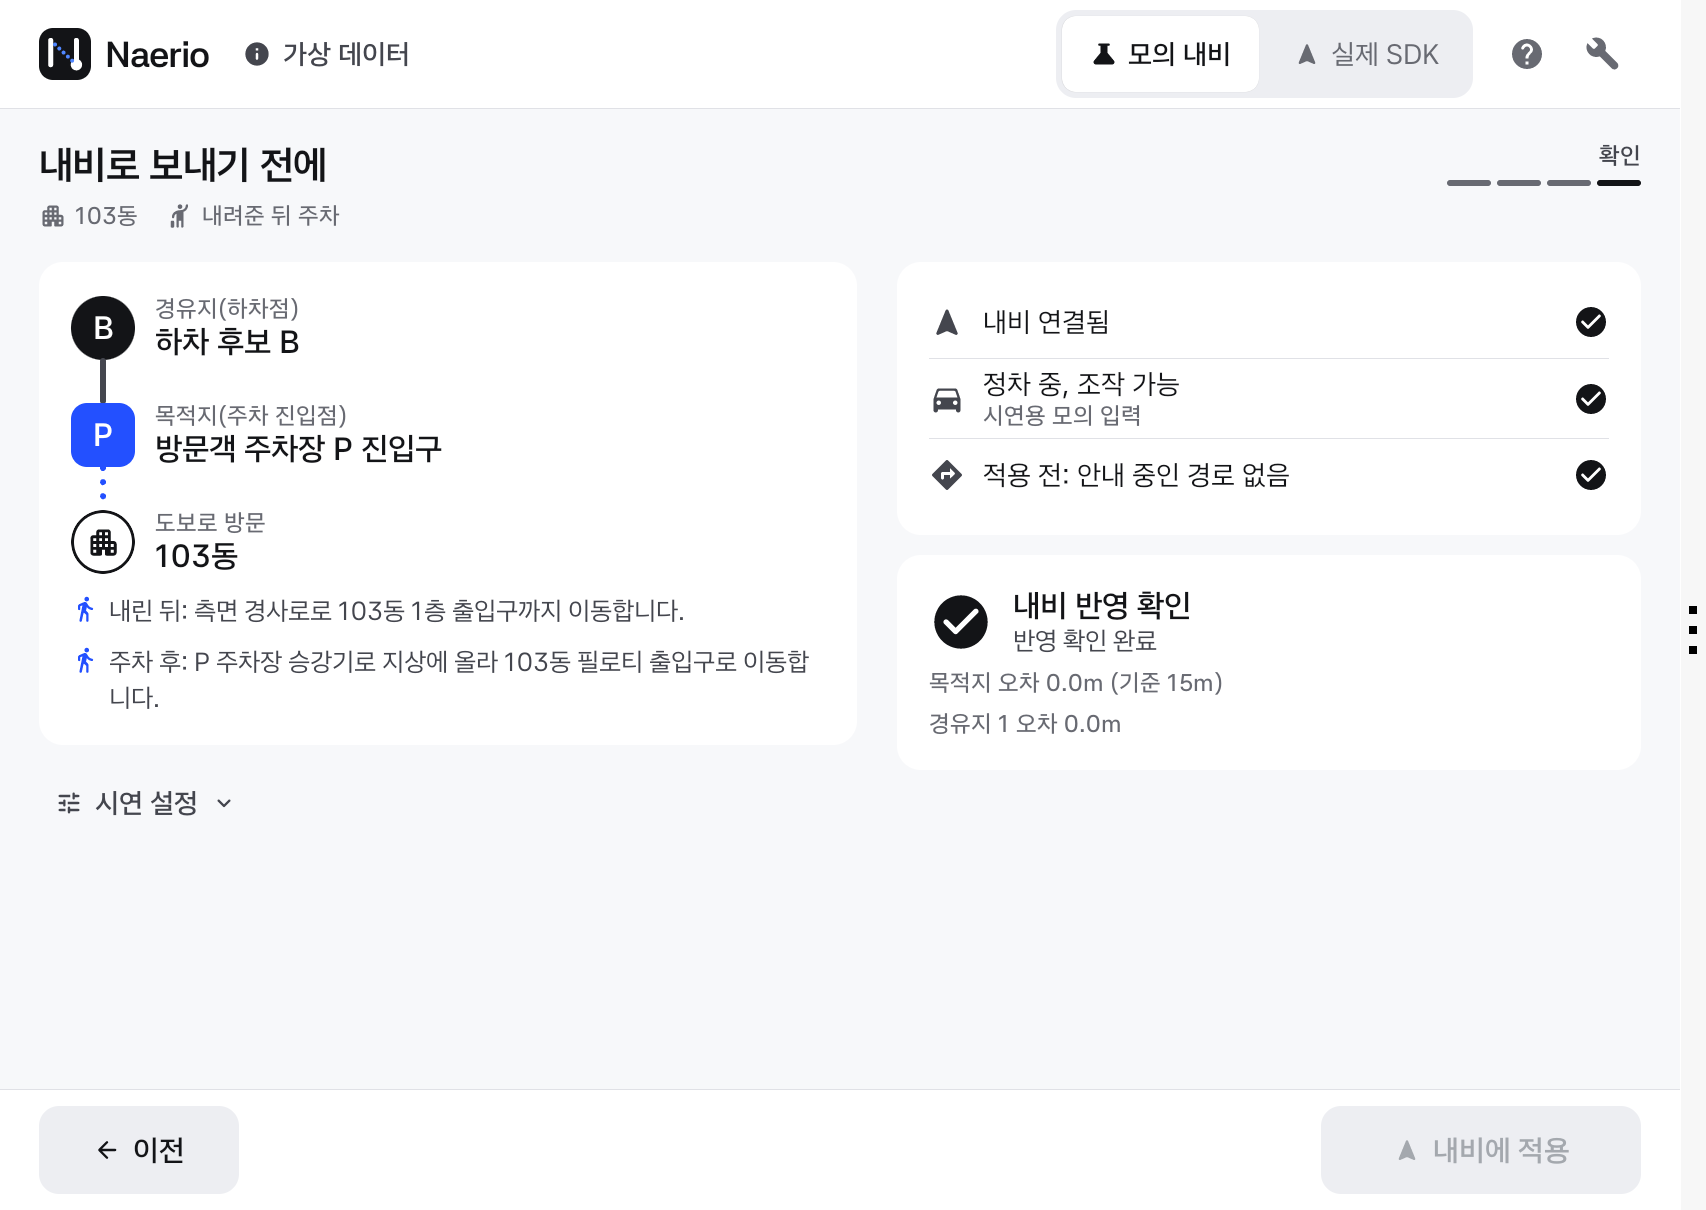 Naerio
가상 데이터
모의 내비
실제 SDK
내비로 보내기 전에
확인
103동
내려준 뒤 주차
B
경유지(하차점)
하차 후보 B
P
목적지(주차 진입점)
방문객 주차장 P 진입구
도보로 방문
103동
내린 뒤: 측면 경사로로 103동 1층 출입구까지 이동합니다.
주차 후: P 주차장 승강기로 지상에 올라 103동 필로티 출입구로 이동합
니다.
시연 설정
내비 연결됨
정차 중, 조작 가능
시연용 모의 입력
적용 전: 안내 중인 경로 없음
내비 반영 확인
반영 확인 완료
목적지 오차 0.0m (기준 15m)
경유지 1 오차 0.0m
이전
내비에 적용